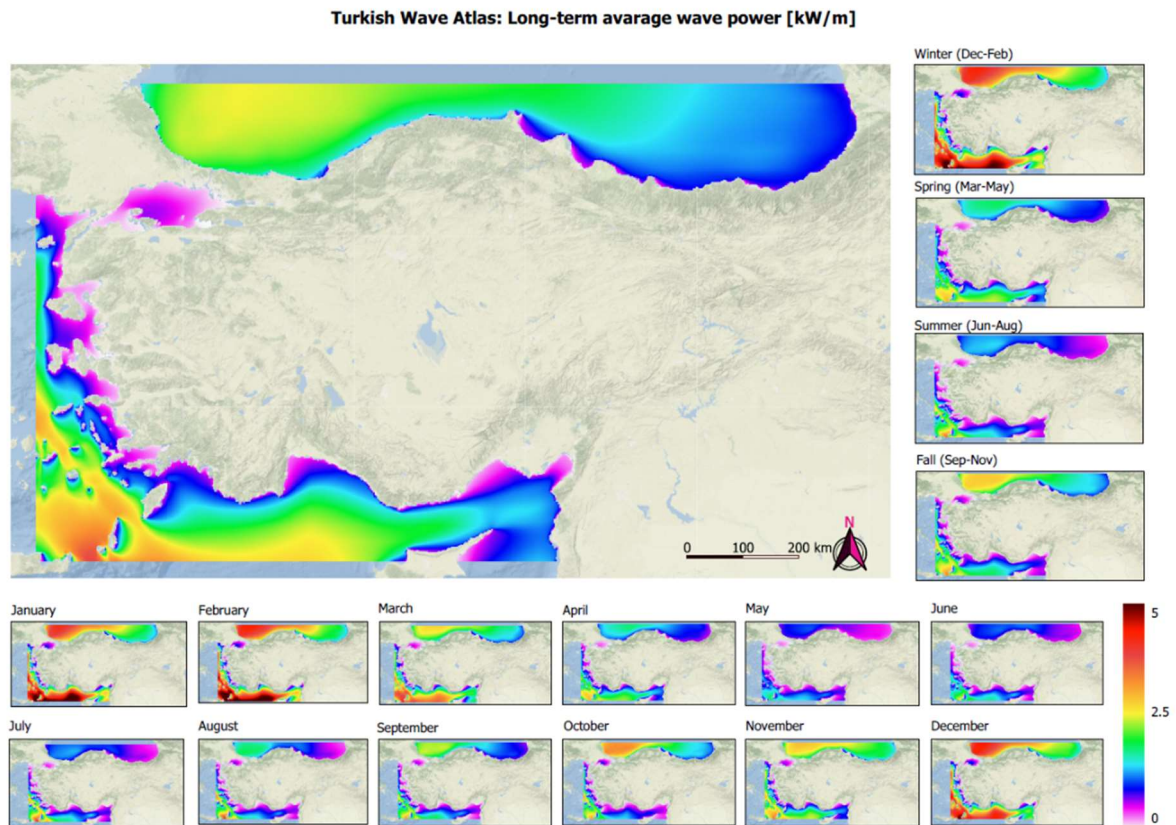 Turkish Wave Atlas: Long-term avarage wave power [kW/m]
Winter (Dec-Feb)
Spring (Mar-May)
Summer (Jun-Aug)
Fall (Sep-Nov)
N
0 100 200 km
January February March April May June
5
2.5
0
July August September October November December